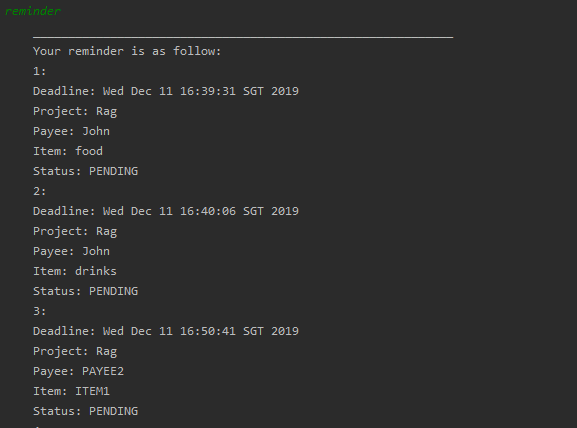 reminder
Your reminder is as follow:
1:
Deadline: Wed Dec 11 16:39:31 SGT 2019
Project: Rag
Payee: John
Item: food
Status: PENDING
2:
Deadline: Wed Dec 11 16:40:06 SGT 2019
Project: Rag
Payee: John
Item: drinks
Status: PENDING
3:
Deadline: Wed Dec 11 16:50:41 SGT 2019
Project: Rag
Payee: PAYEE2
Item: ITEM1
Status: PENDING